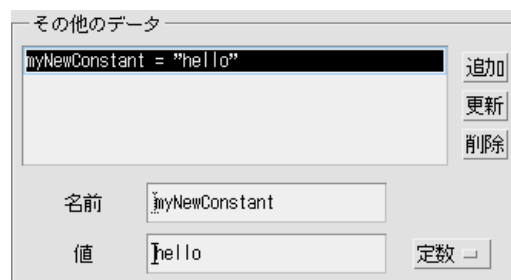 その他のデータ
myNewConstant = "hello"
追加
更新
削除
名前
myNewConstant
値
hello
定数